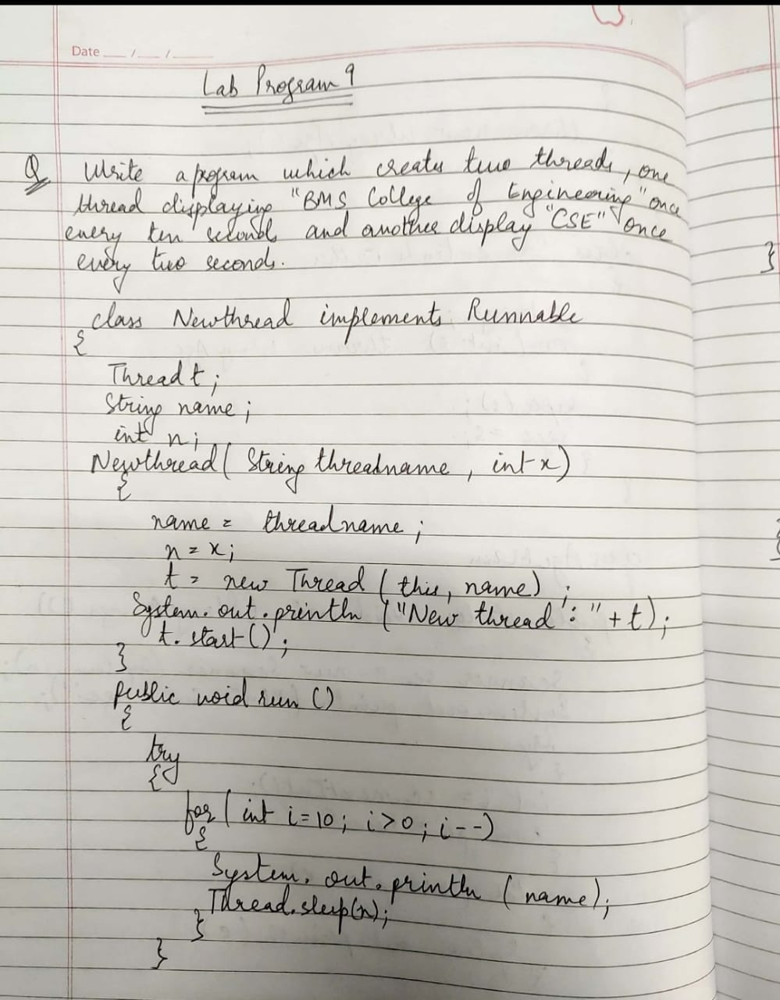 Date __/__/____
Lab Program 9
Q Write a program which creates two threads, one
thread displaying "BMS College of Engineering" once
every ten seconds and another display "CSE" once
every two seconds.
class Newthread implements Runnable
{
Thread t;
String name;
int n;
Newthread( String threadname , int x)
{
name = threadname;
n = x;
t = new Thread ( this, name) ;
System.out.println ("New thread : " + t);
t. start();
}
public void run ()
{
try
{
for( int i=10; i>0; i--)
{
System. out. println ( name);
Thread.sleep(n);
}
}
}
{